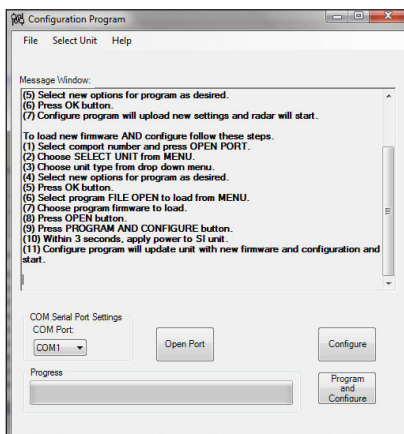 Configuration Program
File Select Unit Help
Message Window:
(5) Select new options for program as desired.
(6) Press OK button.
(7) Configure program will upload new settings and radar will start.
To load new firmware AND configure follow these steps.
(1) Select comport number and press OPEN PORT.
(2) Choose SELECT UNIT from MENU.
(3) Choose unit type from drop down menu.
(4) Select new options for program as desired.
(5) Press OK button.
(6) Select program FILE OPEN to load from MENU.
(7) Choose program firmware to load.
(8) Press OPEN button.
(9) Press PROGRAM AND CONFIGURE button.
(10) Within 3 seconds, apply power to SI unit.
(11) Configure program will update unit with new firmware and configuration and
start.
COM Serial Port Settings
COM Port:
COM1
Open Port
Configure
Progress
Program
and
Configure